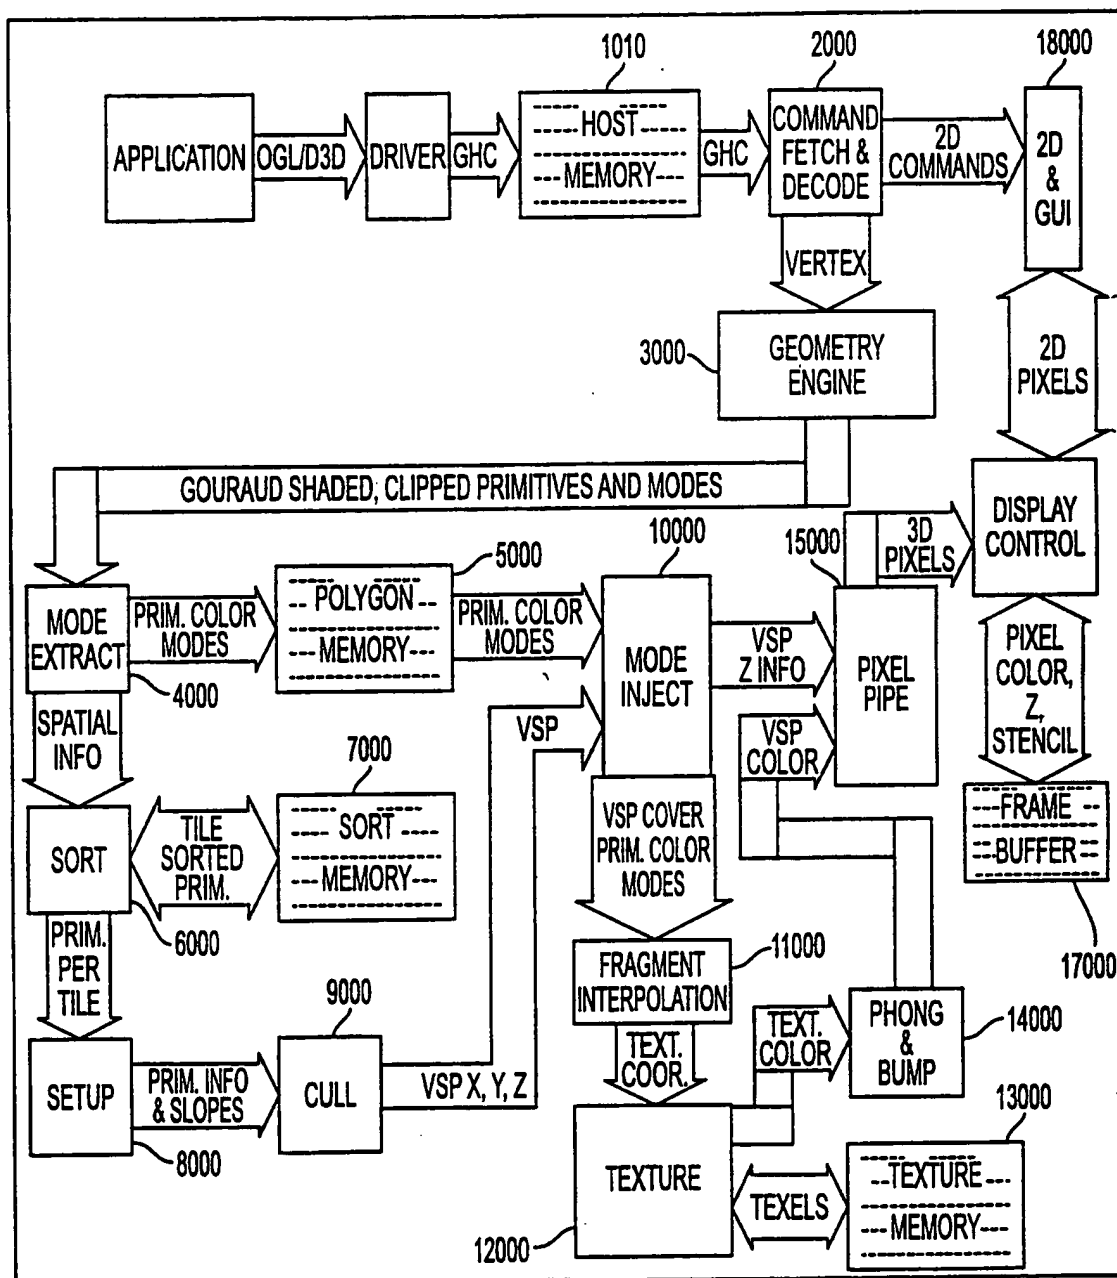 1010
2000
18000
APPLICATION
OGL/D3D
DRIVER
GHC
HOST
MEMORY
GHC
COMMAND
FETCH &
DECODE
2D
COMMANDS
2D
&
GUI
VERTEX
3000
GEOMETRY
ENGINE
2D
PIXELS
GOURAUD SHADED, CLIPPED PRIMITIVES AND MODES
DISPLAY
CONTROL
3D
PIXELS
15000
10000
5000
MODE
EXTRACT
4000
PRIM. COLOR
MODES
POLYGON
MEMORY
PRIM. COLOR
MODES
MODE
INJECT
VSP
Z INFO
PIXEL
PIPE
PIXEL
COLOR,
Z,
STENCIL
SPATIAL
INFO
VSP
VSP
COLOR
7000
SORT
6000
TILE
SORTED
PRIM.
SORT
MEMORY
VSP COVER
PRIM. COLOR
MODES
FRAME
BUFFER
17000
PRIM.
PER
TILE
9000
FRAGMENT
INTERPOLATION
11000
TEXT.
COLOR
PHONG
&
BUMP
14000
SETUP
8000
PRIM. INFO
& SLOPES
CULL
VSP X, Y, Z
TEXT.
COOR.
13000
TEXTURE
12000
TEXELS
TEXTURE
MEMORY